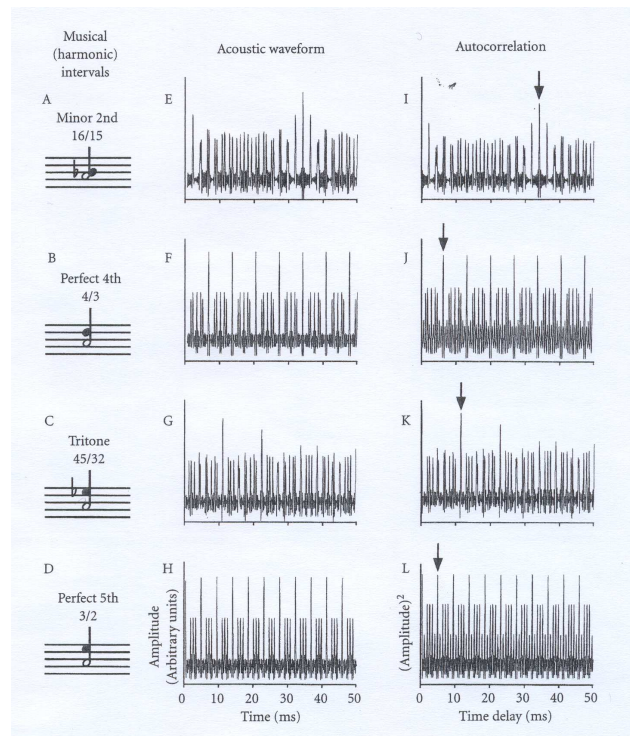 Musical
(harmonic)
intervals
Acoustic waveform
Autocorrelation
A
Minor 2nd
16/15
E
I
B
Perfect 4th
4/3
F
J
C
Tritone
45/32
G
K
D
Perfect 5th
3/2
H
Amplitude
(Arbitrary units)
L
(Amplitude)²
0 10 20 30 40 50
Time (ms)
0 10 20 30 40 50
Time delay (ms)